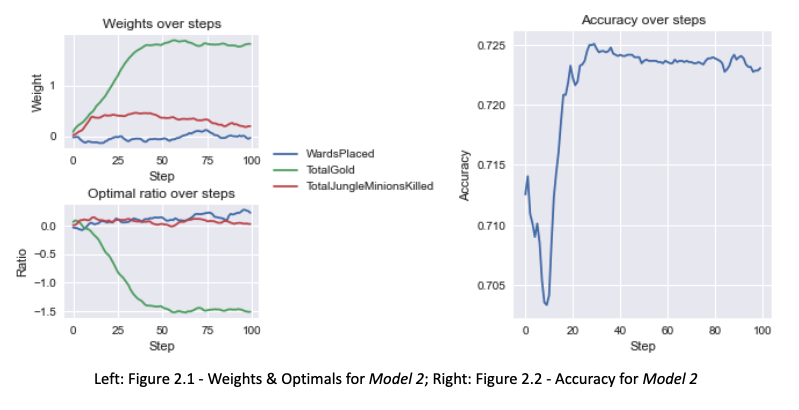 Weights over steps
Weight
1
0
0 25 50 75 100
Step
Optimal ratio over steps
Ratio
0.0
−0.5
−1.0
−1.5
0 25 50 75 100
Step
WardsPlaced
TotalGold
TotalJungleMinionsKilled
Accuracy over steps
Accuracy
0.725
0.720
0.715
0.710
0.705
0 20 40 60 80 100
Step
Left: Figure 2.1 - Weights & Optimals for Model 2; Right: Figure 2.2 - Accuracy for Model 2